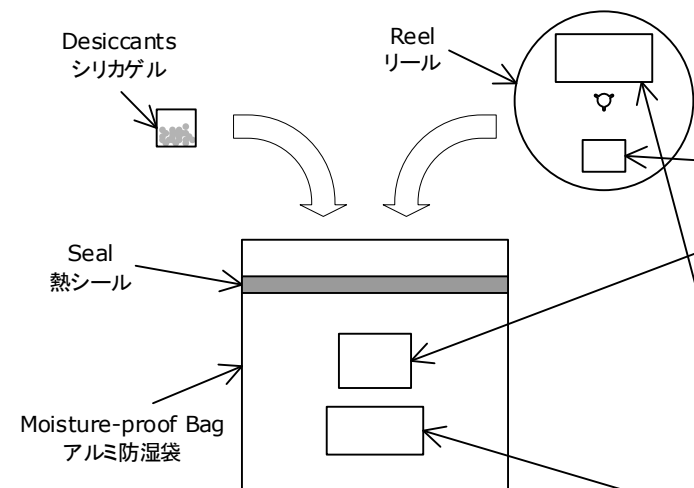 Desiccants
シリカゲル
Reel
リール
Seal
熱シール
Moisture-proof Bag
アルミ防湿袋